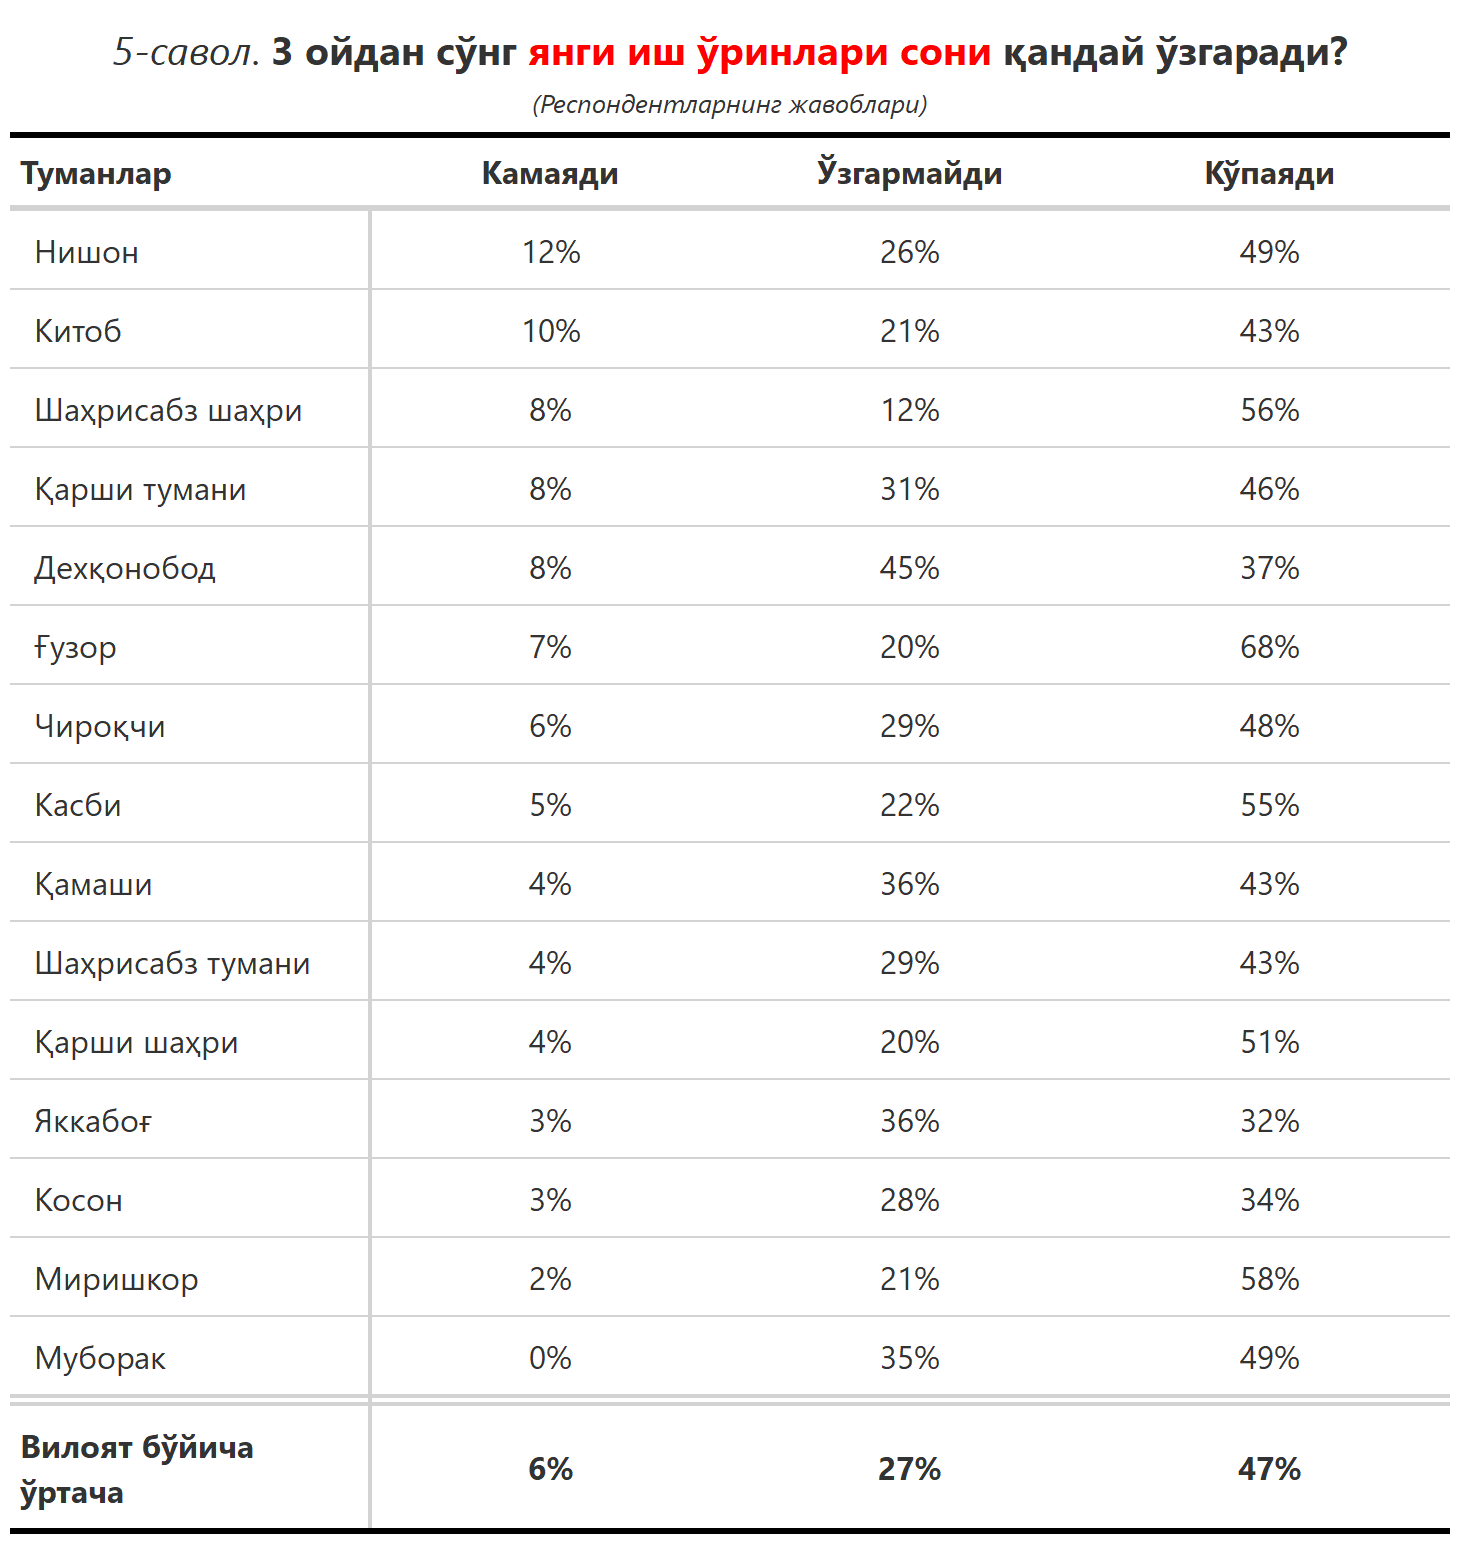 5-савол. 3 ойдан сўнг янги иш ўринлари сони қандай ўзгаради?
(Респондентларнинг жавоблари)
Туманлар Камаяди Ўзгармайди Кўпаяди
Нишон 12% 26% 49%
Китоб 10% 21% 43%
Шаҳрисабз шаҳри 8% 12% 56%
Қарши тумани 8% 31% 46%
Дехқонобод 8% 45% 37%
Ғузор 7% 20% 68%
Чироқчи 6% 29% 48%
Касби 5% 22% 55%
Қамаши 4% 36% 43%
Шаҳрисабз тумани 4% 29% 43%
Қарши шаҳри 4% 20% 51%
Яккабоғ 3% 36% 32%
Косон 3% 28% 34%
Миришкор 2% 21% 58%
Муборак 0% 35% 49%
Вилоят бўйича
ўртача 6% 27% 47%